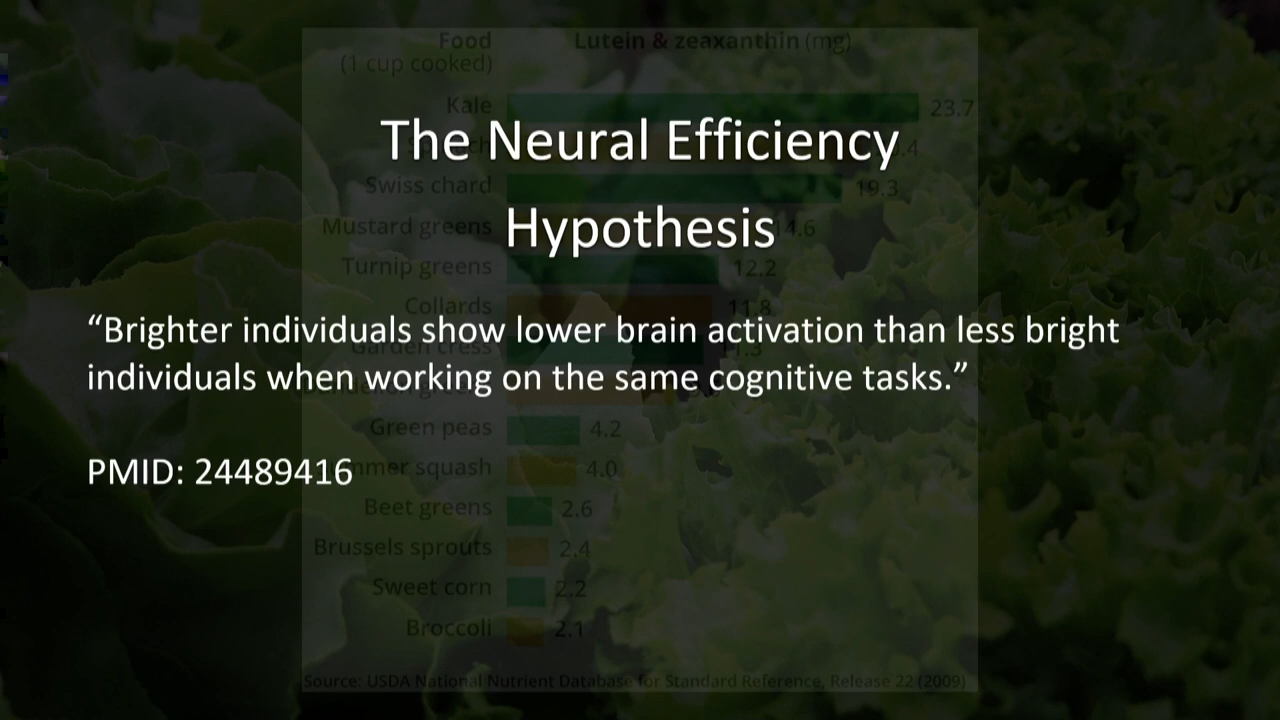 The Neural Efficiency
Hypothesis
“Brighter individuals show lower brain activation than less bright
individuals when working on the same cognitive tasks.”
PMID: 24489416
Food Lutein & zeaxanthin (mg)
(1 cup cooked)
Kale 23.7
Swiss chard 19.3
Mustard greens
Turnip greens 12.2
Collards 11.8
Garden cress
Green peas 4.2
squash 4.0
Beet greens 2.6
Brussels sprouts 2.4
Sweet corn 2.2
Broccoli 2.1
Source: USDA National Nutrient Database for Standard Reference, Release 22 (2009)